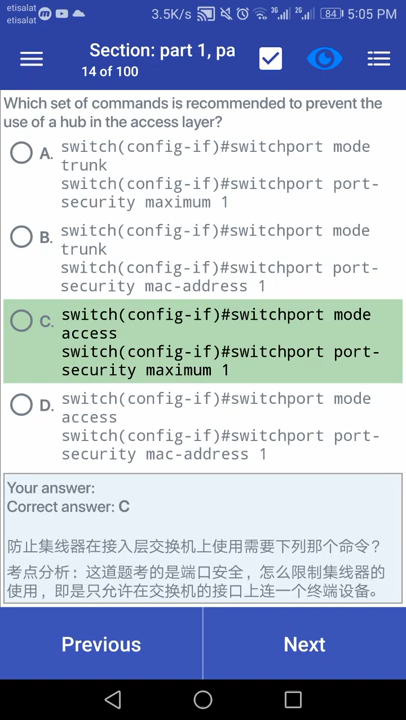 etisalat
etisalat
3.5K/s 3G 2G 84 5:05 PM
Section: part 1, pa
14 of 100
Which set of commands is recommended to prevent the
use of a hub in the access layer?
A. switch(config-if)#switchport mode
trunk
switch(config-if)#switchport port-
security maximum 1
B. switch(config-if)#switchport mode
trunk
switch(config-if)#switchport port-
security mac-address 1
C. switch(config-if)#switchport mode
access
switch(config-if)#switchport port-
security maximum 1
D. switch(config-if)#switchport mode
access
switch(config-if)#switchport port-
security mac-address 1
Your answer:
Correct answer: C
防止集线器在接入层交换机上使用需要下列那个命令？
考点分析：这道题考的是端口安全，怎么限制集线器的
使用，即是只允许在交换机的接口上连一个终端设备。
Previous
Next